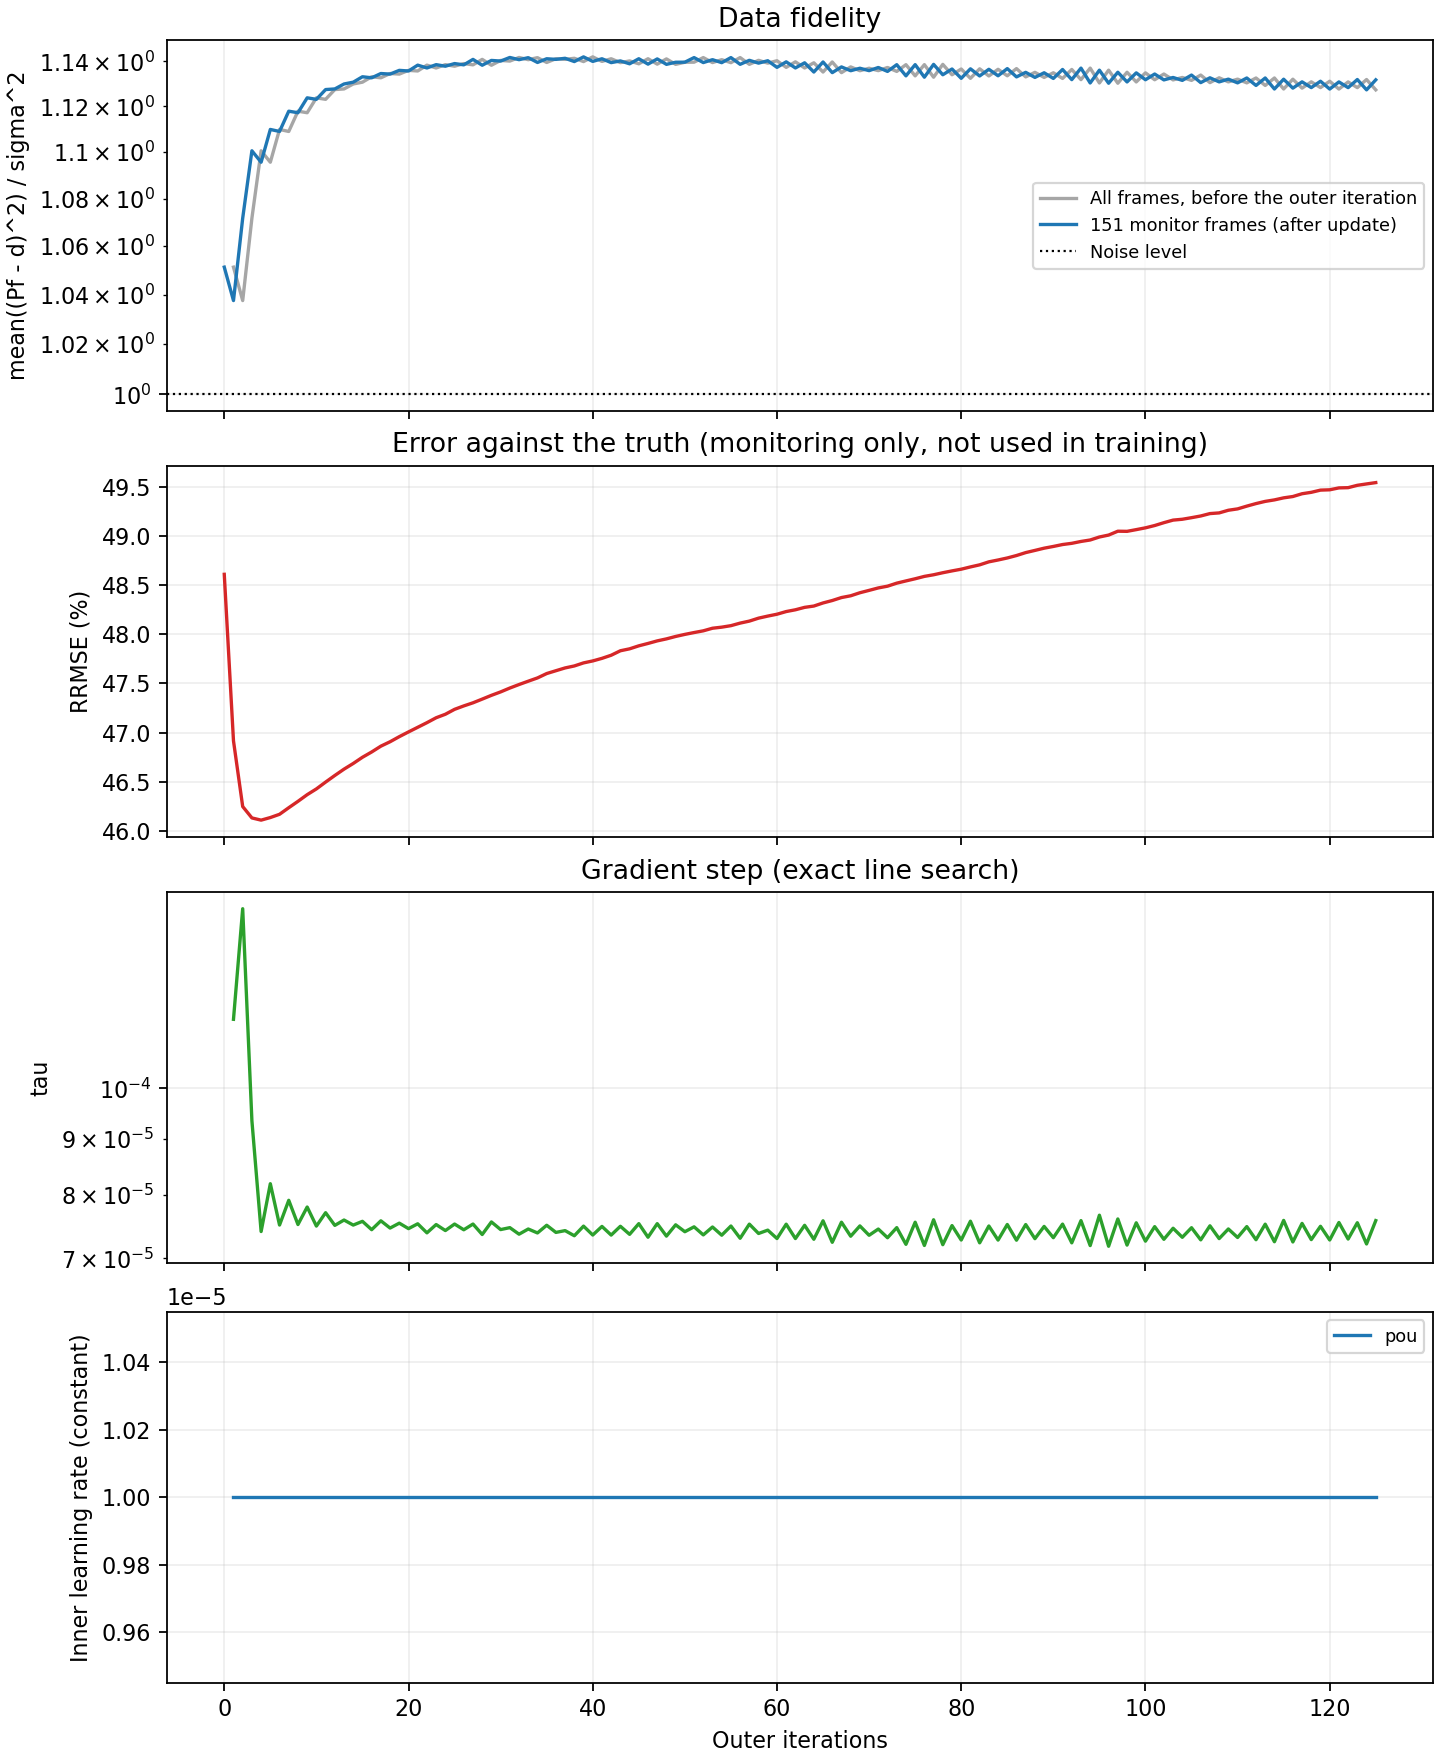 Data fidelity
mean((Pf - d)^2) / sigma^2
1.14 × 10⁰
1.12 × 10⁰
1.1 × 10⁰
1.08 × 10⁰
1.06 × 10⁰
1.04 × 10⁰
1.02 × 10⁰
10⁰
All frames, before the outer iteration
151 monitor frames (after update)
Noise level
Error against the truth (monitoring only, not used in training)
RRMSE (%)
49.5
49.0
48.5
48.0
47.5
47.0
46.5
46.0
Gradient step (exact line search)
tau
10⁻⁴
9 × 10⁻⁵
8 × 10⁻⁵
7 × 10⁻⁵
1e−5
Inner learning rate (constant)
1.04
1.02
1.00
0.98
0.96
pou
0 20 40 60 80 100 120
Outer iterations